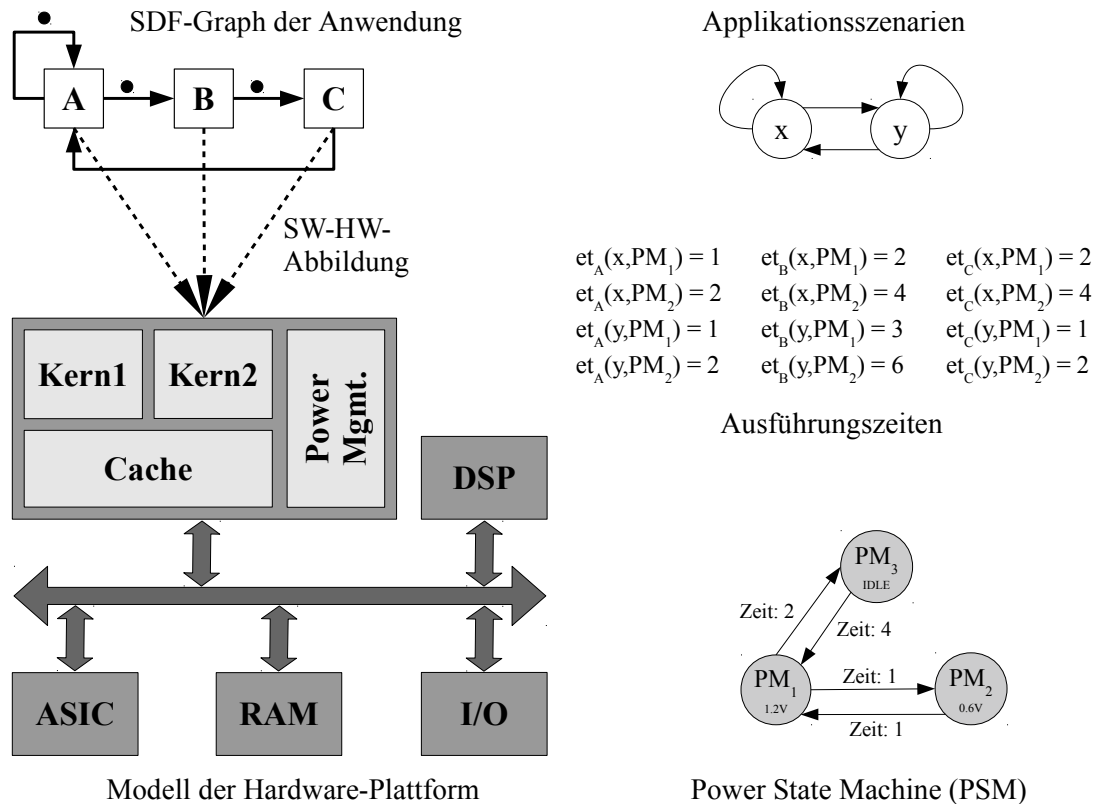 SDF-Graph der Anwendung
A
B
C
SW-HW-
Abbildung
Kern1
Kern2
Cache
Power
Mgmt.
DSP
ASIC
RAM
I/O
Modell der Hardware-Plattform
Applikationsszenarien
x
y
et_A(x,PM_1) = 1 et_B(x,PM_1) = 2 et_C(x,PM_1) = 2
et_A(x,PM_2) = 2 et_B(x,PM_2) = 4 et_C(x,PM_2) = 4
et_A(y,PM_1) = 1 et_B(y,PM_1) = 3 et_C(y,PM_1) = 1
et_A(y,PM_2) = 2 et_B(y,PM_2) = 6 et_C(y,PM_2) = 2
Ausführungszeiten
PM_3
IDLE
Zeit: 2
Zeit: 4
PM_1
1.2V
Zeit: 1
PM_2
0.6V
Zeit: 1
Power State Machine (PSM)